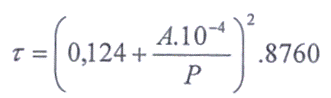 τ = (0,124 + A.10⁻⁴ / P)² .8760